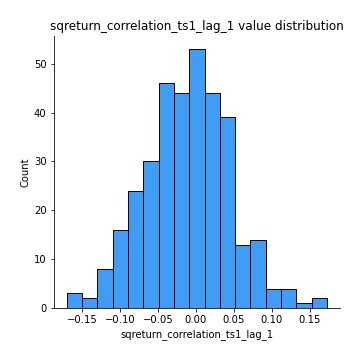 sqreturn_correlation_ts1_lag_1 value distribution
50
40
30
20
10
0
Count
−0.15 −0.10 −0.05 0.00 0.05 0.10 0.15
sqreturn_correlation_ts1_lag_1